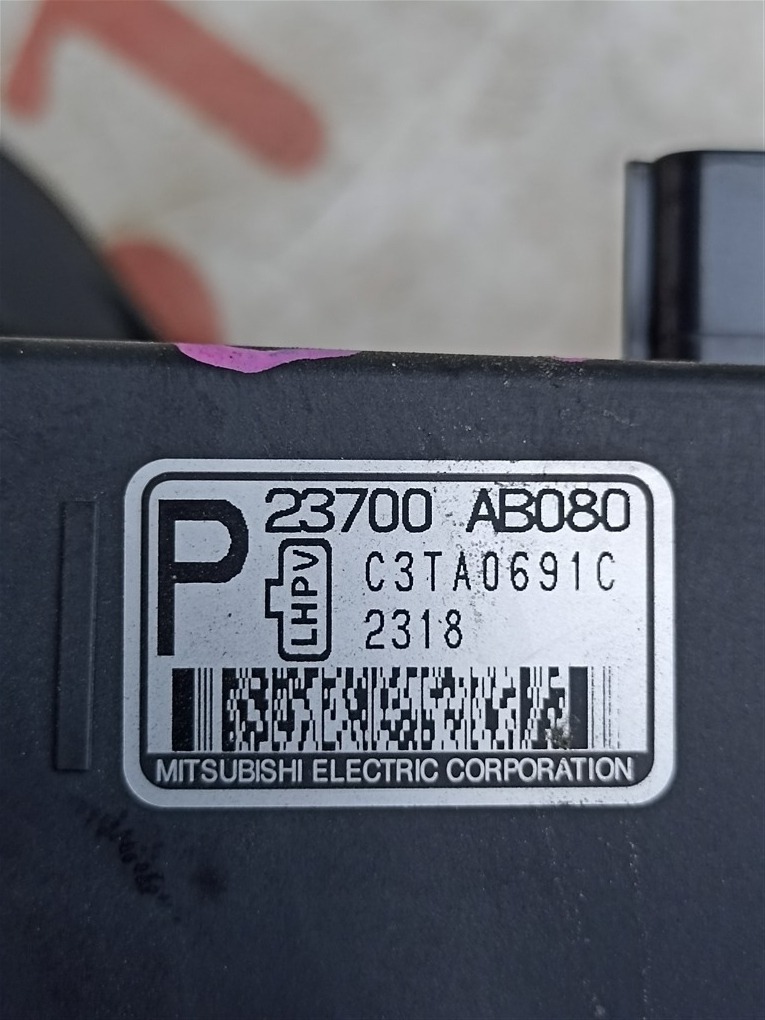 P
23700 AB080
LHPV
C3TA0691C
2318
MITSUBISHI ELECTRIC CORPORATION